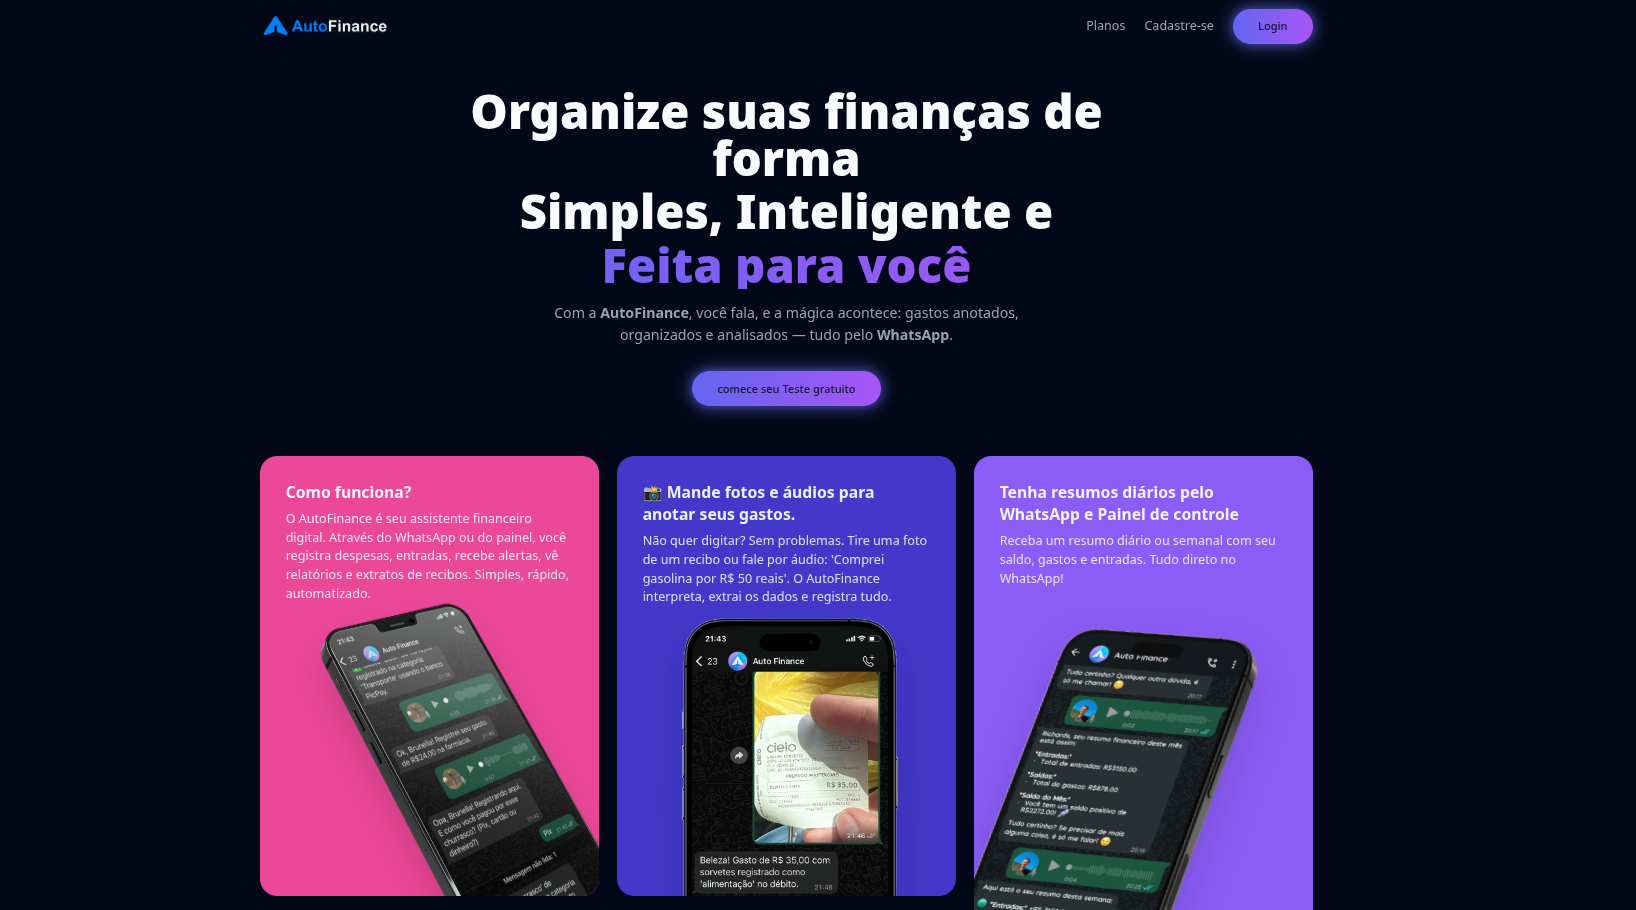 AutoFinance
Planos
Cadastre-se
Login
Organize suas finanças de
forma
Simples, Inteligente e
Feita para você
Com a AutoFinance, você fala, e a mágica acontece: gastos anotados,
organizados e analisados — tudo pelo WhatsApp.
comece seu Teste gratuito
Como funciona?
O AutoFinance é seu assistente financeiro
digital. Através do WhatsApp ou do painel, você
registra despesas, entradas, recebe alertas, vê
relatórios e extratos de recibos. Simples, rápido,
automatizado.
21:43
23
Auto Finance
registrado na categoria
'Transporte' usando o banco
PicPay.
Ok, Brunella! Registrei seu gasto
de R$24,00 na farmácia.
Opa, Brunella! Registrando aqui.
E como você pagou por esse
churrasco? (Pix, cartão ou
dinheiro?)
Pix
Mensagem não lida: 1
📸 Mande fotos e áudios para
anotar seus gastos.
Não quer digitar? Sem problemas. Tire uma foto
de um recibo ou fale por áudio: 'Comprei
gasolina por R$ 50 reais'. O AutoFinance
interpreta, extrai os dados e registra tudo.
21:43
23
Auto Finance
cielo
R$ 35,00
21:46
Beleza! Gasto de R$ 35,00 com
sorvetes registrado como
'alimentação' no débito.
21:46
Tenha resumos diários pelo
WhatsApp e Painel de controle
Receba um resumo diário ou semanal com seu
saldo, gastos e entradas. Tudo direto no
WhatsApp!
Auto Finance
Tudo certinho? Qualquer outra dúvida, é
só me chamar! 😊
20:17
0:03
20:17
Richards, seu resumo financeiro deste mês
está assim:
*Entradas:*
· Total de entradas: R$3150.00
*Saídas:*
· Total de gastos: R$878.00
*Saldo do Mês:*
· Você tem um saldo positivo de
R$2272.00!
Tudo certinho? Se precisar de mais
alguma coisa, é só me falar! 😊
0:04
Aqui está o seu resumo desta semana: